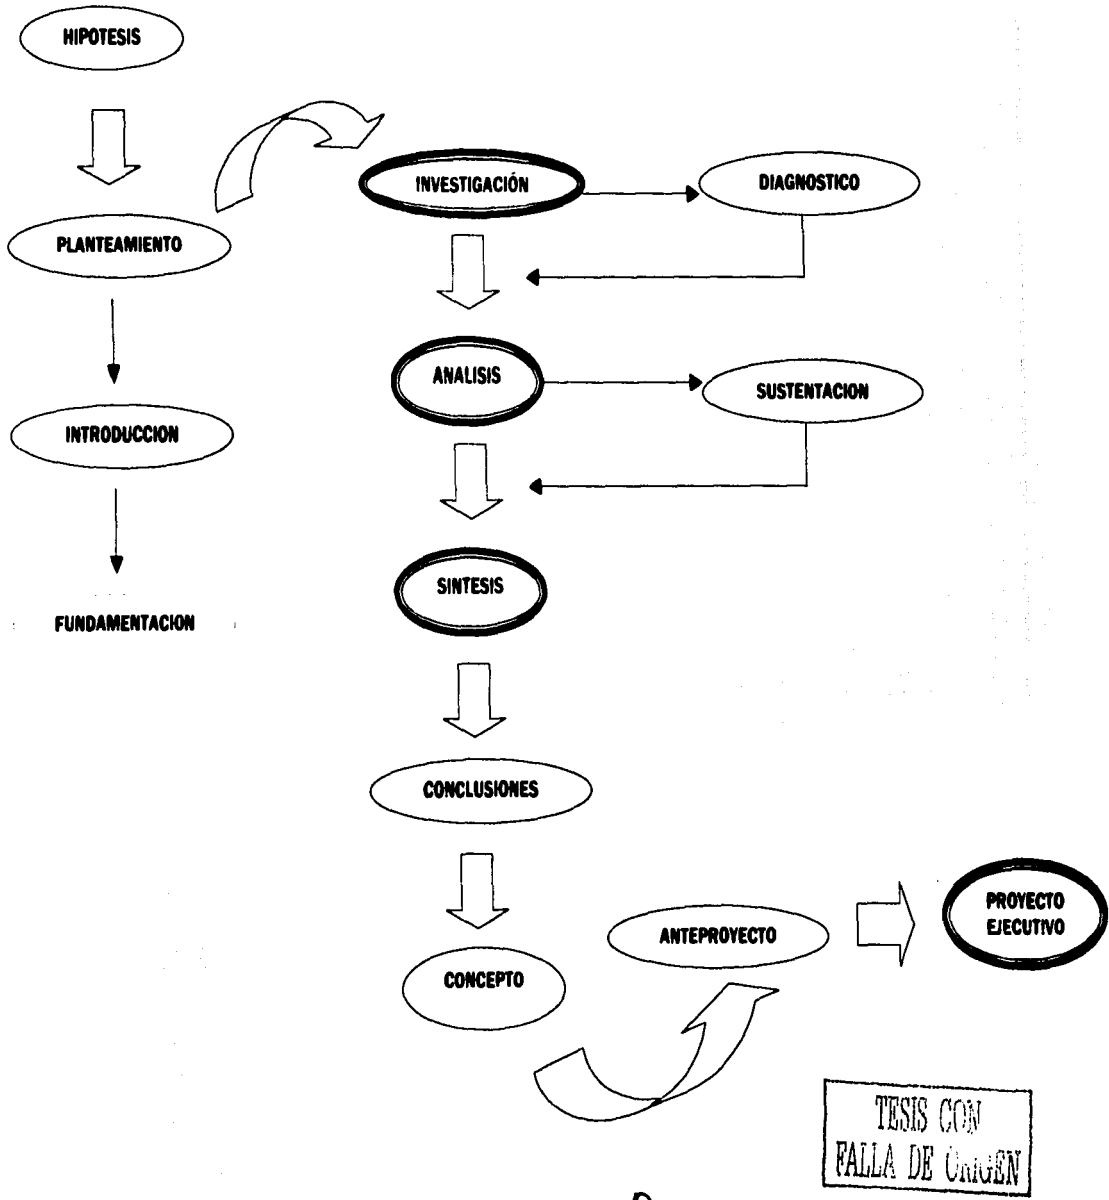 HIPOTESIS
PLANTEAMIENTO
INTRODUCCION
FUNDAMENTACION
INVESTIGACIÓN
DIAGNOSTICO
ANALISIS
SUSTENTACION
SINTESIS
CONCLUSIONES
CONCEPTO
ANTEPROYECTO
PROYECTO
EJECUTIVO
TESIS CON
FALLA DE ORIGEN